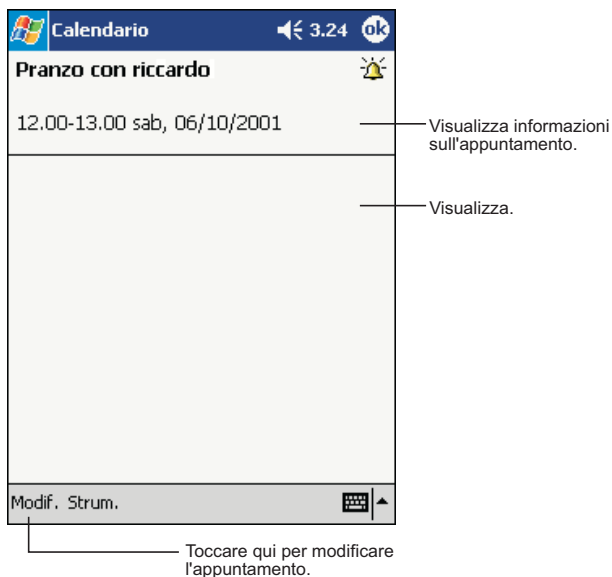 Calendario 3.24 ok
Pranzo con riccardo
12.00-13.00 sab, 06/10/2001
Visualizza informazioni
sull'appuntamento.
Visualizza.
Modif. Strum.
Toccare qui per modificare
l'appuntamento.